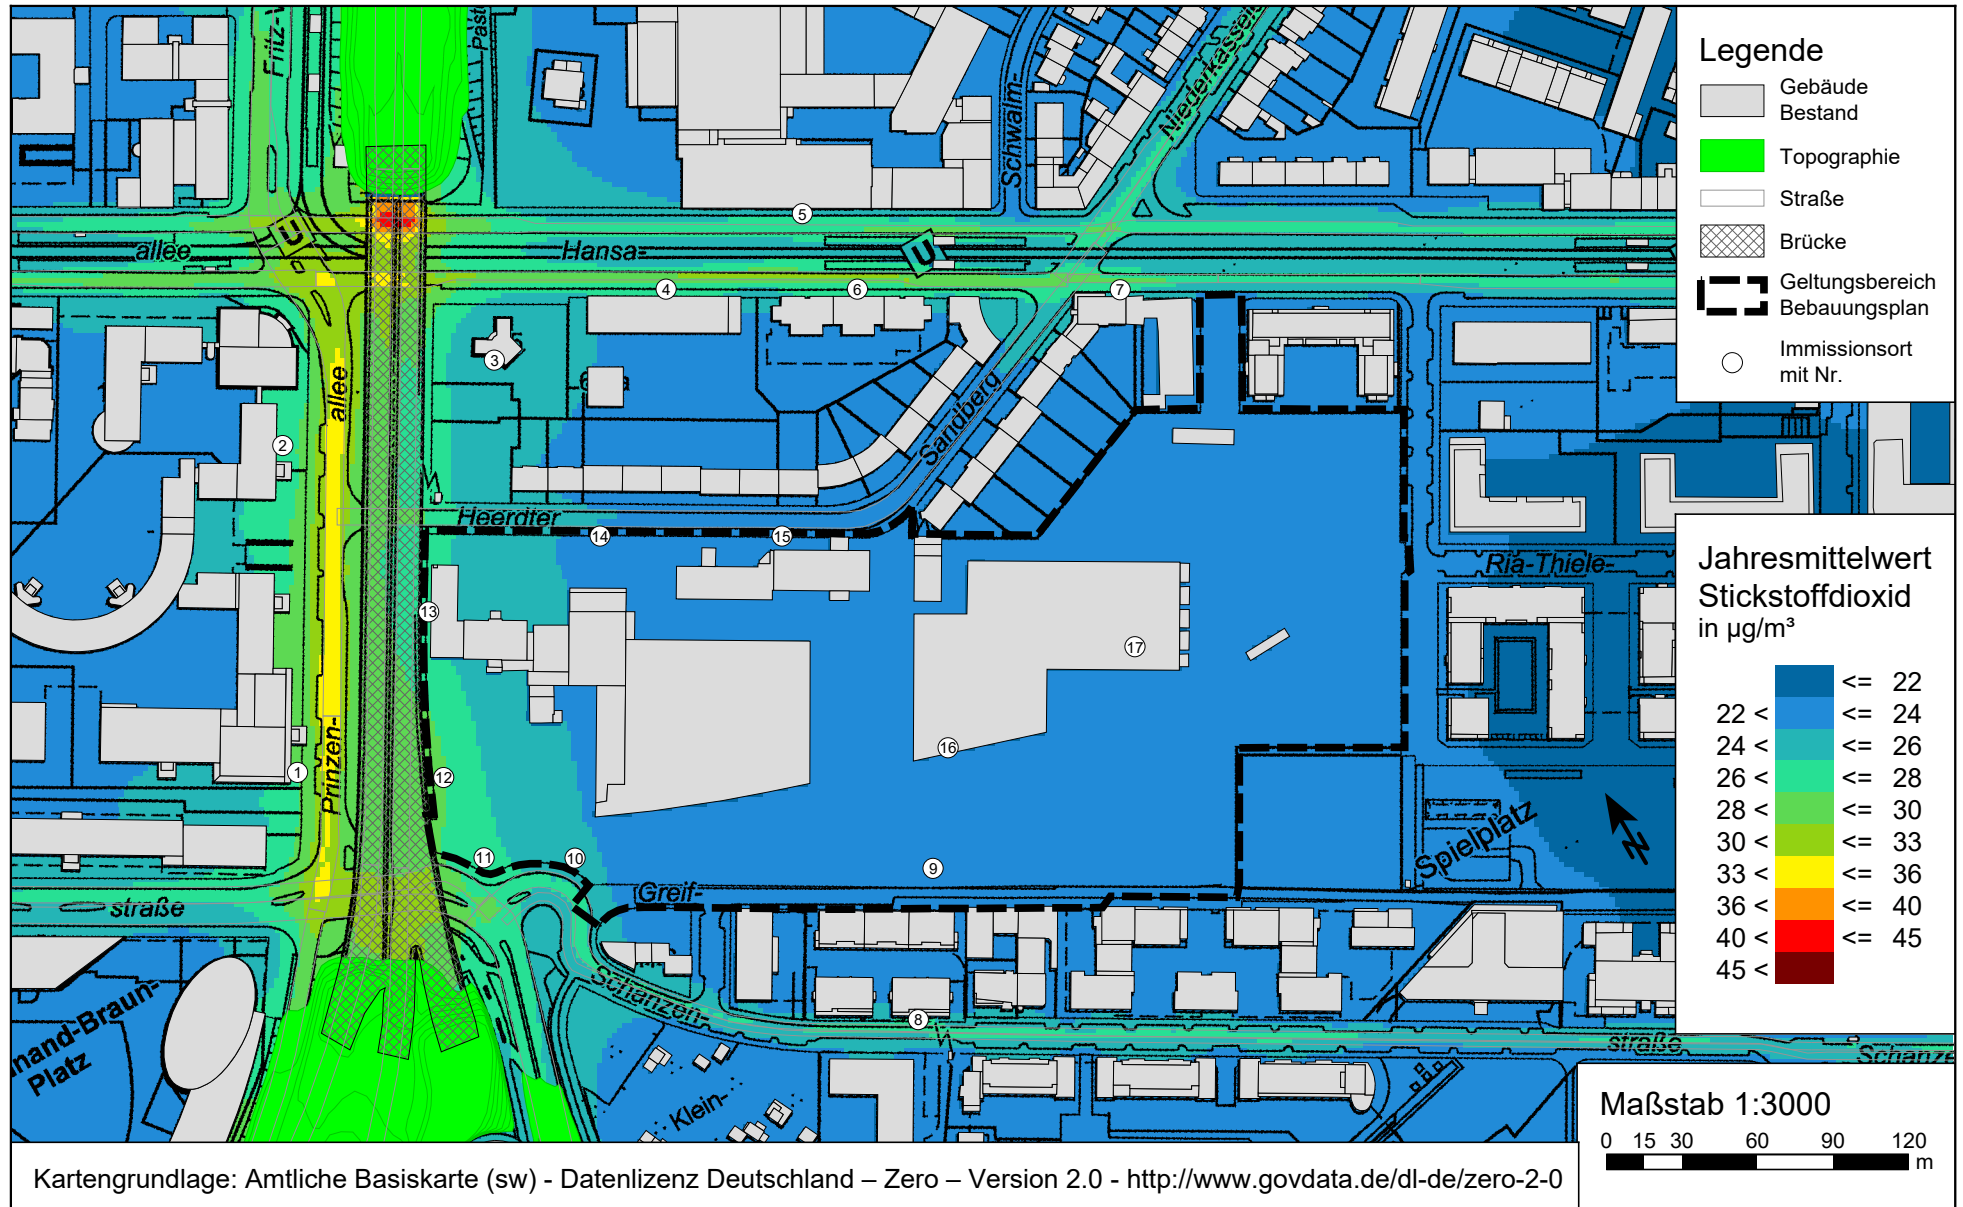 Fritz-V
Paste
Schwalm-
Niederkassele
allee
Hansa-
U
U
5
4
6
7
3
allee
2
Sandberg
Heerdter
14
15
13
Ria-Thiele-
17
16
Prinzen-
1
12
11
10
9
Greif-
Spielplatz
N
straße
Schanzen-
8
straße
Schanze
inand-Braun-
Platz
Klein-
Legende
Gebäude
Bestand
Topographie
Straße
Brücke
Geltungsbereich
Bebauungsplan
Immissionsort
mit Nr.
Jahresmittelwert
Stickstoffdioxid
in µg/m³
<= 22
22 < <= 24
24 < <= 26
26 < <= 28
28 < <= 30
30 < <= 33
33 < <= 36
36 < <= 40
40 < <= 45
45 <
Maßstab 1:3000
0 15 30 60 90 120
m
Kartengrundlage: Amtliche Basiskarte (sw) - Datenlizenz Deutschland – Zero – Version 2.0 - http://www.govdata.de/dl-de/zero-2-0